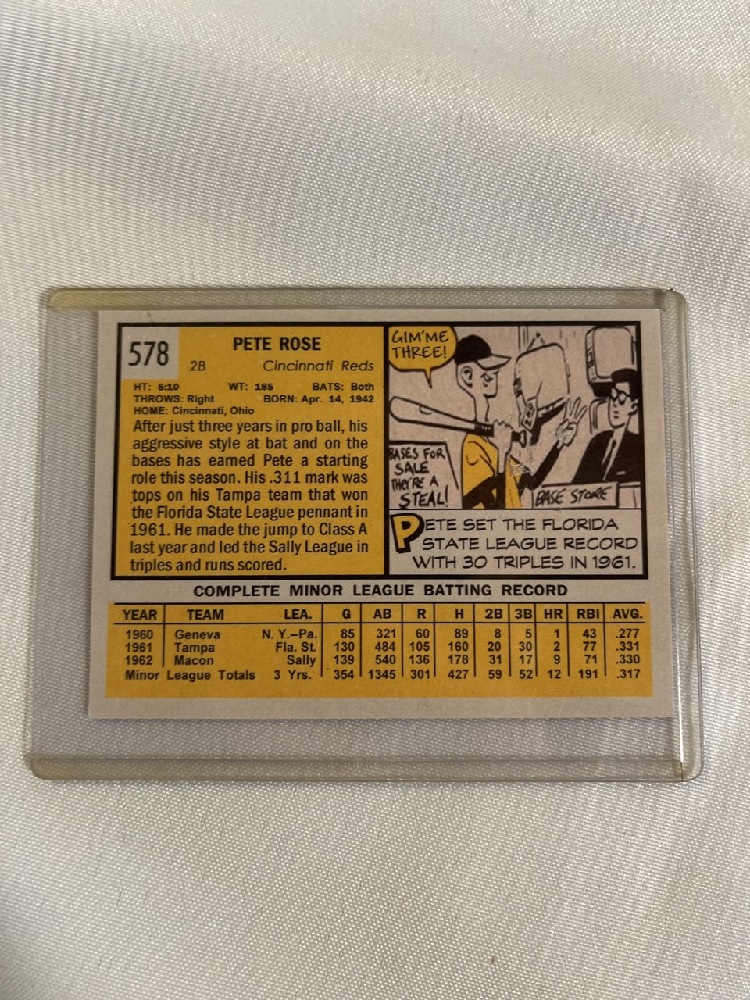 578
PETE ROSE
2B Cincinnati Reds
HT: 5:10 WT: 185 BATS: Both
THROWS: Right BORN: Apr. 14, 1942
HOME: Cincinnati, Ohio
After just three years in pro ball, his
aggressive style at bat and on the
bases has earned Pete a starting
role this season. His .311 mark was
tops on his Tampa team that won
the Florida State League pennant in
1961. He made the jump to Class A
last year and led the Sally League in
triples and runs scored.
GIM'ME
THREE!
BASES FOR
SALE
THEY'RE A
STEAL!
BASE STORE
PETE SET THE FLORIDA
STATE LEAGUE RECORD
WITH 30 TRIPLES IN 1961.
COMPLETE MINOR LEAGUE BATTING RECORD
YEAR TEAM LEA. G AB R H 2B 3B HR RBI AVG.
1960 Geneva N. Y.-Pa. 85 321 60 89 8 5 1 43 .277
1961 Tampa Fla. St. 130 484 105 160 20 30 2 77 .331
1962 Macon Sally 139 540 136 178 31 17 9 71 .330
Minor League Totals 3 Yrs. 354 1345 301 427 59 52 12 191 .317